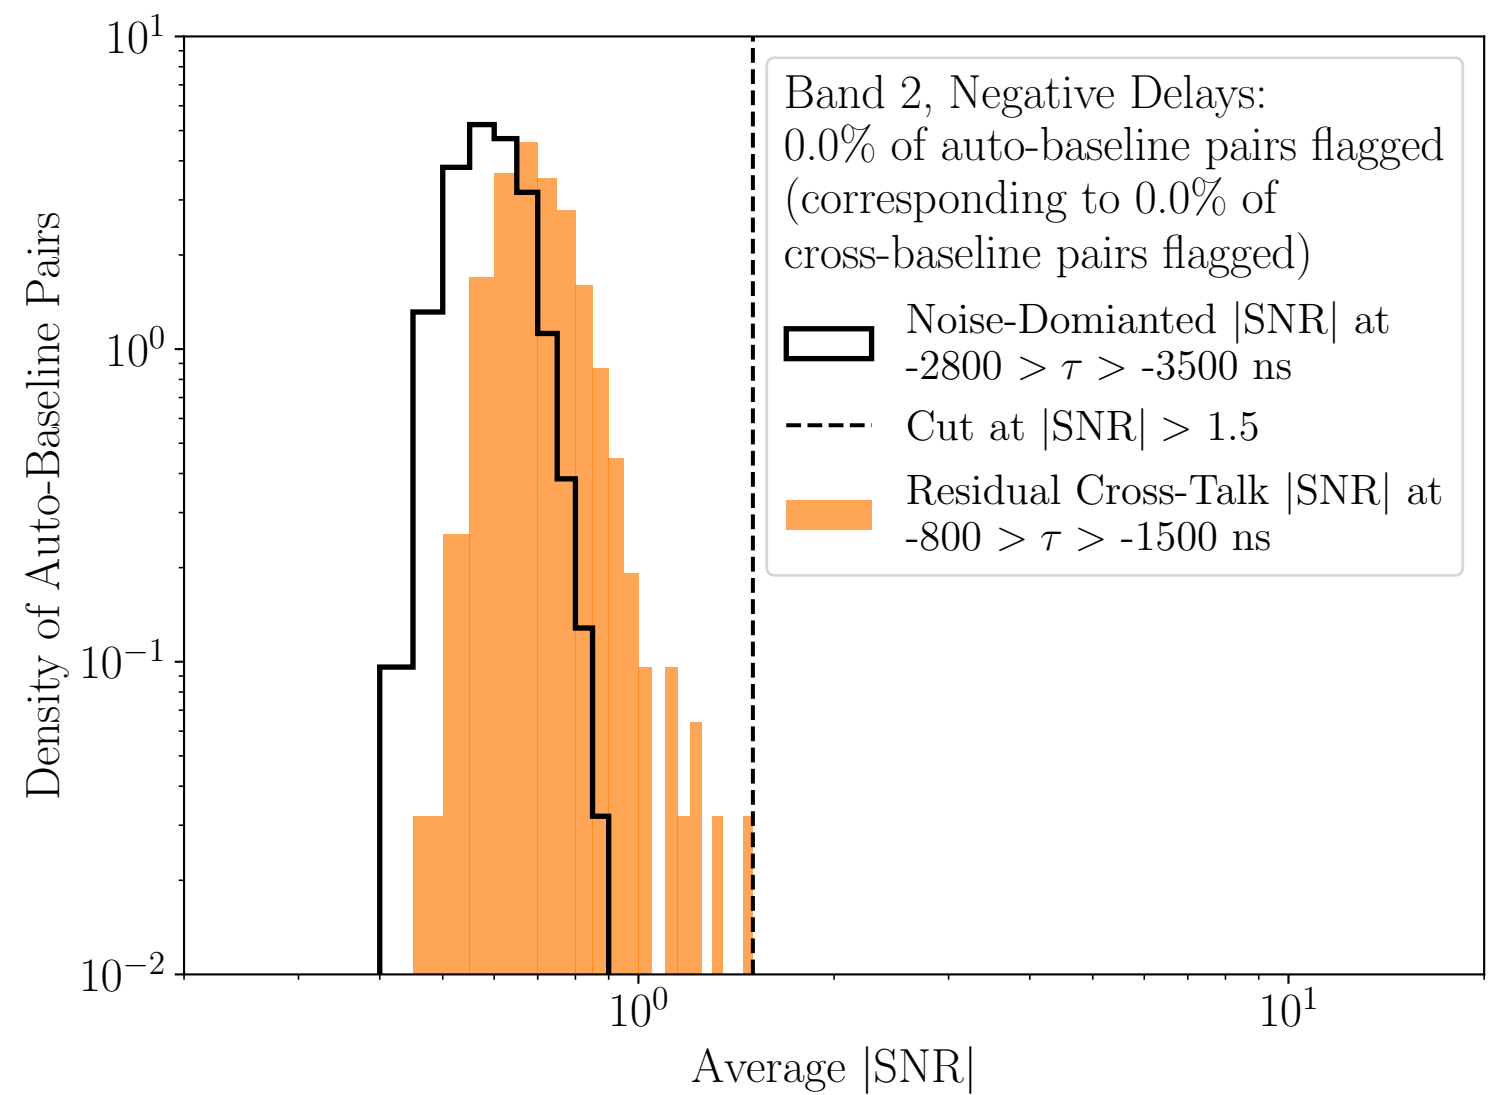 10^1
10^0
10^-1
10^-2
Density of Auto-Baseline Pairs
Band 2, Negative Delays:
0.0% of auto-baseline pairs flagged
(corresponding to 0.0% of
cross-baseline pairs flagged)
Noise-Domianted |SNR| at
-2800 > τ > -3500 ns
Cut at |SNR| > 1.5
Residual Cross-Talk |SNR| at
-800 > τ > -1500 ns
10^0
10^1
Average |SNR|